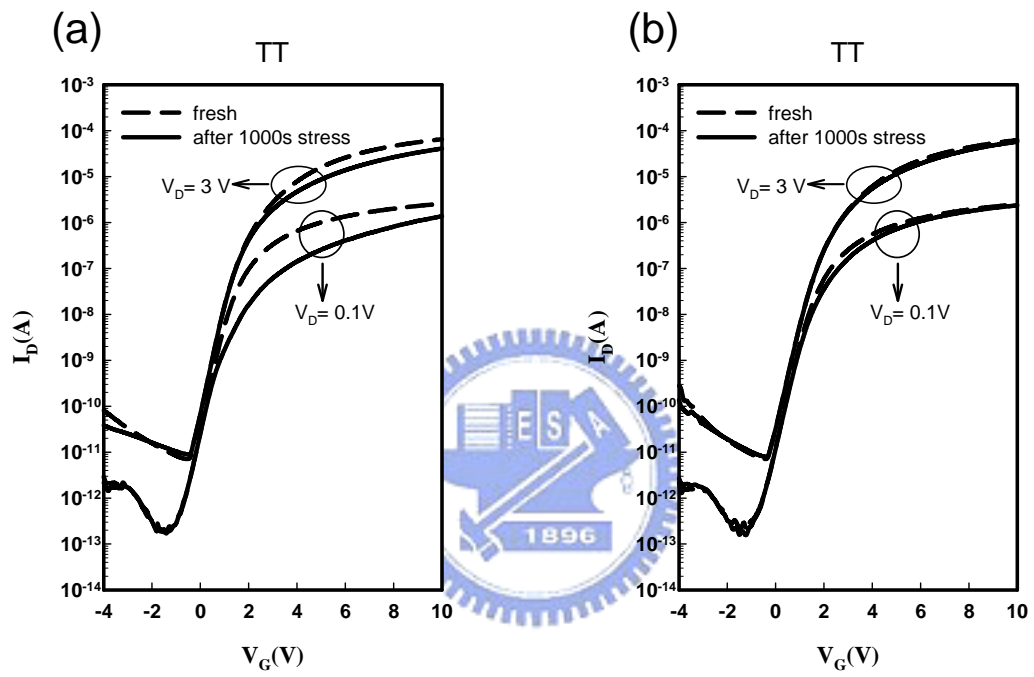 (a)
TT
10^-3
10^-4
10^-5
10^-6
10^-7
10^-8
10^-9
10^-10
10^-11
10^-12
10^-13
10^-14
I_D(A)
fresh
after 1000s stress
V_D= 3 V
V_D= 0.1V
-4 -2 0 2 4 6 8 10
V_G(V)
(b)
TT
10^-3
10^-4
10^-5
10^-6
10^-7
10^-8
10^-9
10^-10
10^-11
10^-12
10^-13
10^-14
I_D(A)
fresh
after 1000s stress
V_D= 3 V
V_D= 0.1V
-4 -2 0 2 4 6 8 10
V_G(V)
E S A
1896